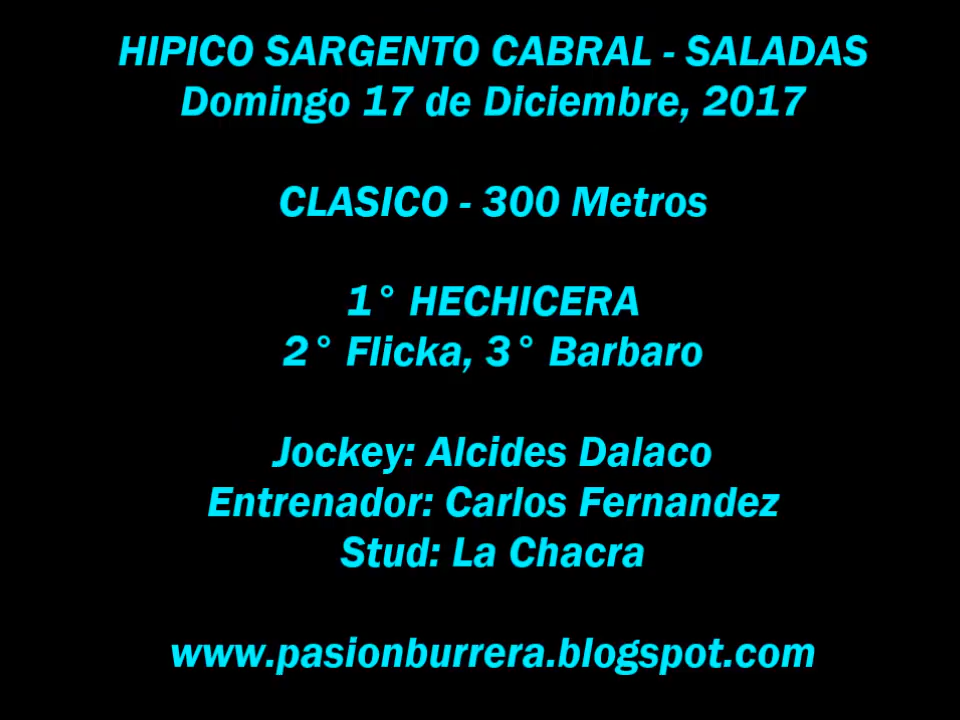 HIPICO SARGENTO CABRAL - SALADAS
Domingo 17 de Diciembre, 2017
CLASICO - 300 Metros
1° HECHICERA
2° Flicka, 3° Barbaro
Jockey: Alcides Dalaco
Entrenador: Carlos Fernandez
Stud: La Chacra
www.pasionburrera.blogspot.com